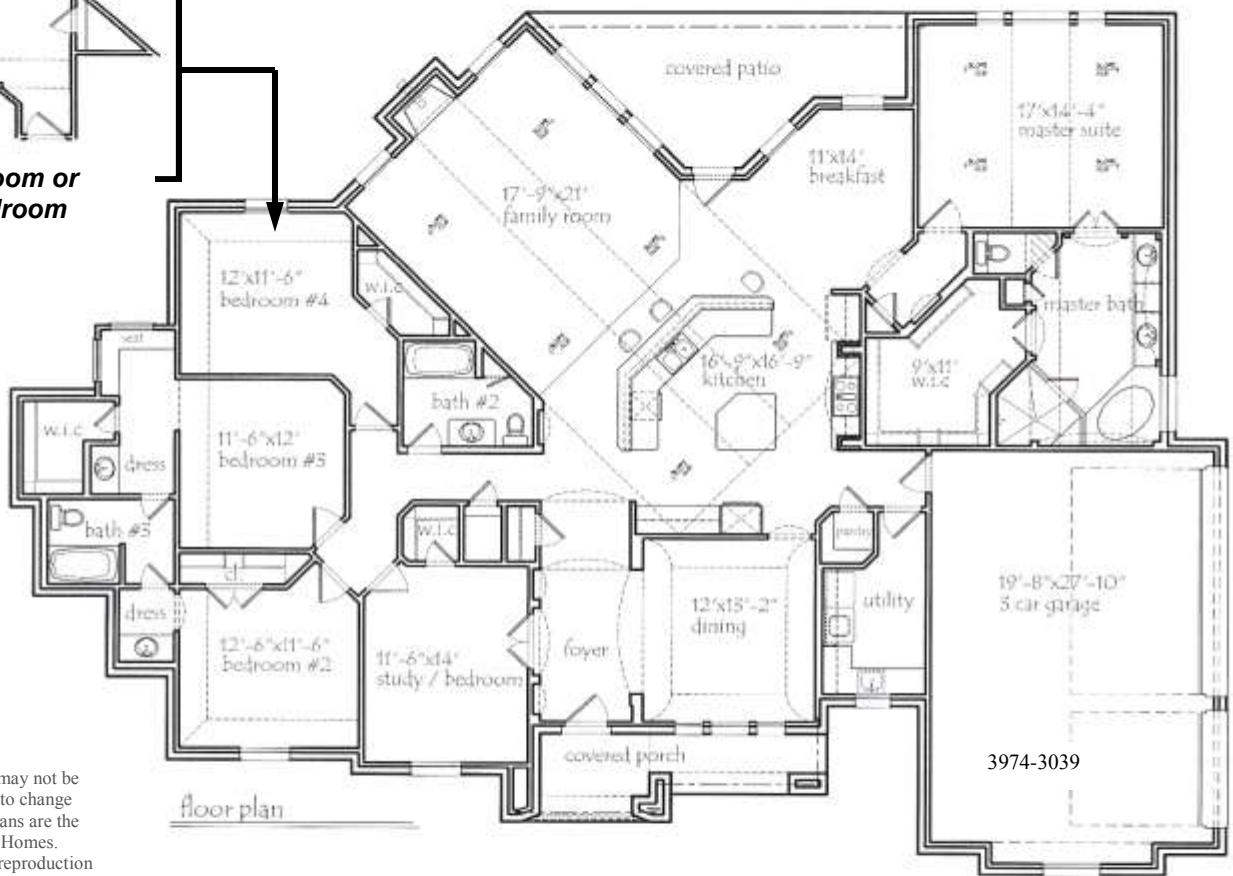 oom or
droom
covered patio
17'x14'-4"
master suite
11'x14'
breakfast
17'-9"x21'
family room
12'x11'-6"
bedroom #4
w.i.c
master bath
seat
16'-9"x16'-9"
kitchen
9'x11'
w.i.c
bath #2
w.i.c
11'-6"x12'
bedroom #3
dress
bath #3
w.i.c
pantry
cl.
19'-8"x27'-10"
3 car garage
dress
utility
12'x13'-2"
dining
12'-6"x11'-6"
bedroom #2
foyer
11'-6"x14'
study / bedroom
covered porch
3974-3039
floor plan
may not be
to change
ans are the
Homes.
reproduction